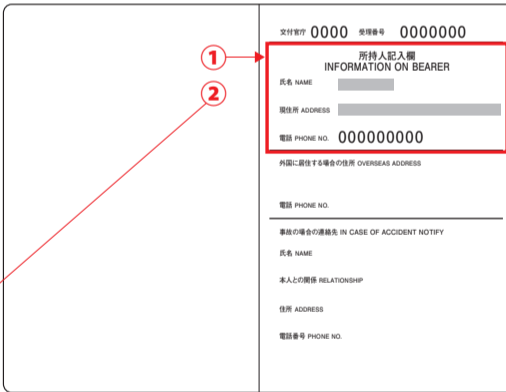 交付官庁 0000 受理番号 0000000
①
所持人記入欄
INFORMATION ON BEARER
氏名 NAME
②
現住所 ADDRESS
電話 PHONE NO. 000000000
外国に居住する場合の住所 OVERSEAS ADDRESS
電話 PHONE NO.
事故の場合の連絡先 IN CASE OF ACCIDENT NOTIFY
氏名 NAME
本人との関係 RELATIONSHIP
住所 ADDRESS
電話番号 PHONE NO.